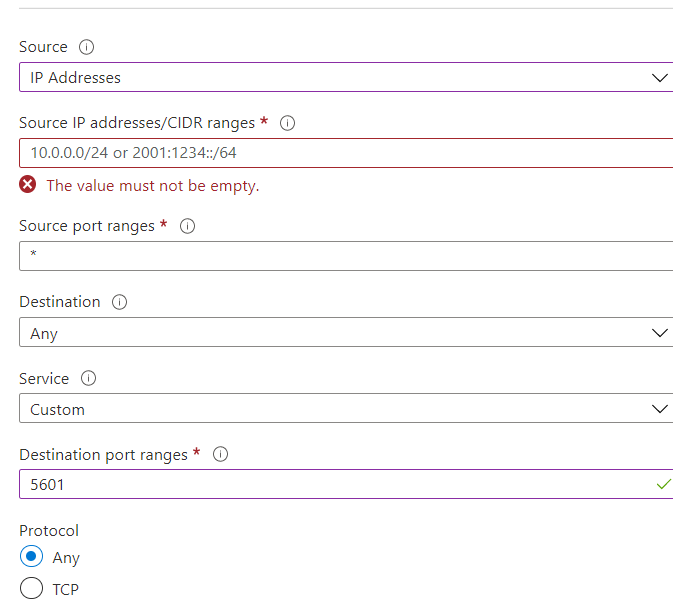 Source
IP Addresses
Source IP addresses/CIDR ranges *
10.0.0.0/24 or 2001:1234::/64
The value must not be empty.
Source port ranges *
*
Destination
Any
Service
Custom
Destination port ranges *
5601
Protocol
Any
TCP